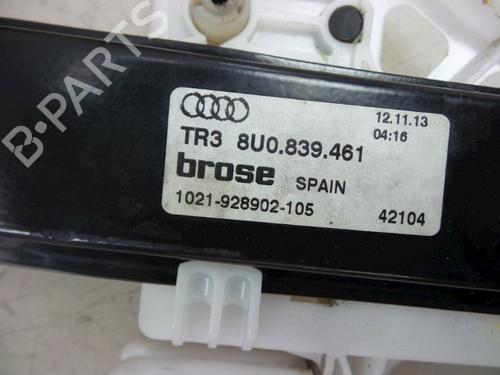 12.11.13
04:16
TR3 8U0.839.461
brose SPAIN
1021-928902-105 42104
B-PARTS